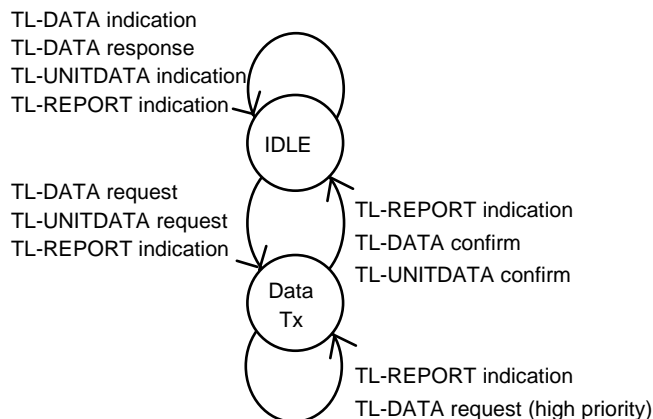 TL-DATA indication
TL-DATA response
TL-UNITDATA indication
TL-REPORT indication
IDLE
TL-DATA request
TL-UNITDATA request
TL-REPORT indication
TL-REPORT indication
TL-DATA confirm
TL-UNITDATA confirm
Data
Tx
TL-REPORT indication
TL-DATA request (high priority)